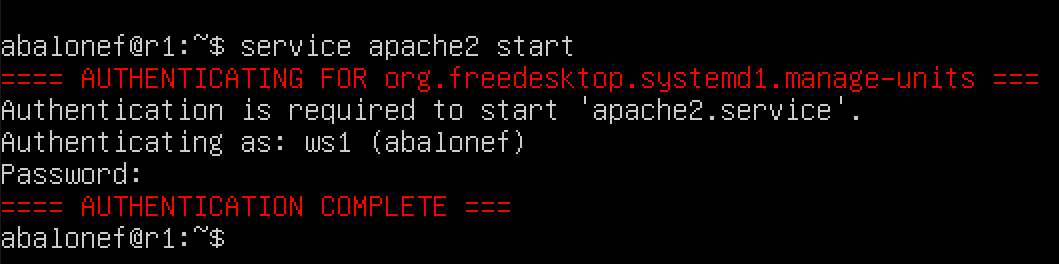 abalonef@r1:~$ service apache2 start
==== AUTHENTICATING FOR org.freedesktop.systemd1.manage-units ===
Authentication is required to start 'apache2.service'.
Authenticating as: ws1 (abalonef)
Password:
==== AUTHENTICATION COMPLETE ===
abalonef@r1:~$